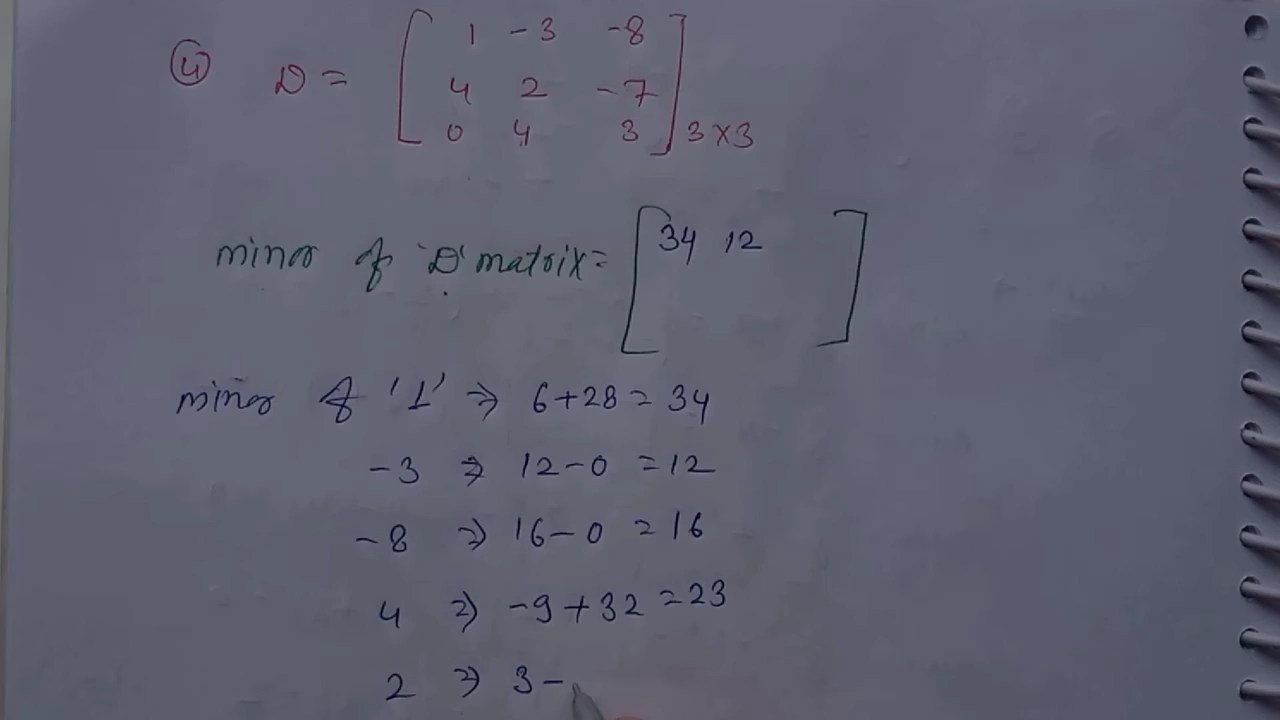 ④ D = [ 1 -3 -8
4 2 -7
0 4 3 ] 3×3
minor of 'D' matrix = [ 34 12 ]
minor of '1' ⇒ 6+28 = 34
-3 ⇒ 12-0 = 12
-8 ⇒ 16-0 = 16
4 ⇒ -9+32 = 23
2 ⇒ 3-